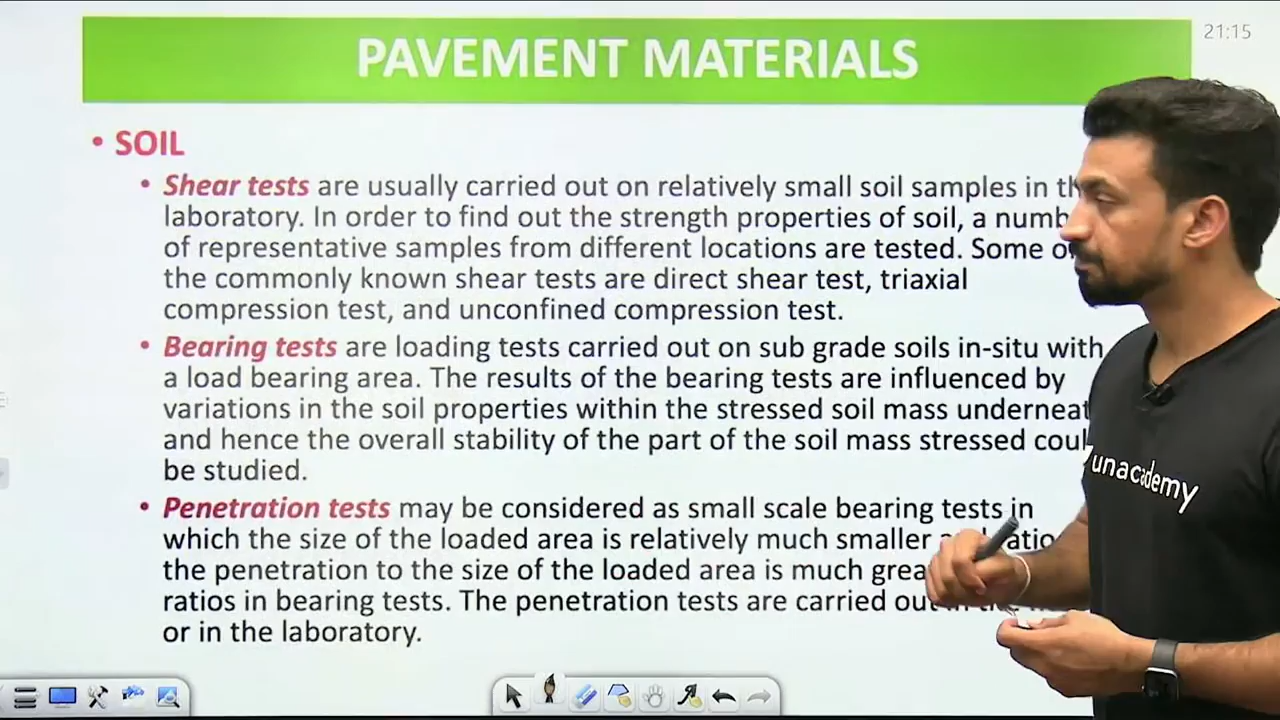 21:15
PAVEMENT MATERIALS
• SOIL
• Shear tests are usually carried out on relatively small soil samples in
laboratory. In order to find out the strength properties of soil, a
of representative samples from different locations are tested. Some
the commonly known shear tests are direct shear test, triaxial
compression test, and unconfined compression test.
• Bearing tests are loading tests carried out on sub grade soils in-situ with
a load bearing area. The results of the bearing tests are influenced by
variations in the soil properties within the stressed soil mass
and hence the overall stability of the part of the soil mass stressed
be studied.
• Penetration tests may be considered as small scale bearing tests in
which the size of the loaded area is relatively much smaller
the penetration to the size of the loaded area is much
ratios in bearing tests. The penetration tests are carried out
or in the laboratory.
unacademy